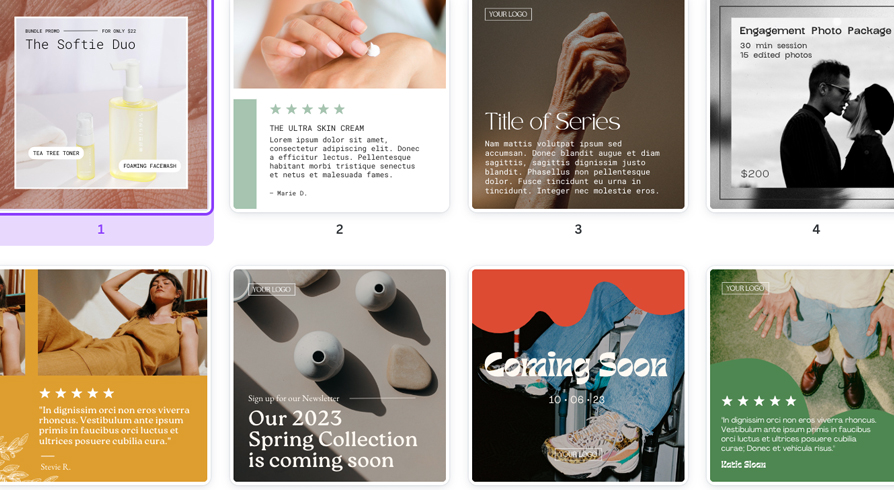 BUNDLE PROMO
FOR ONLY $22
The Softie Duo
TEA TREE TONER
FOAMING FACEWASH
1
THE ULTRA SKIN CREAM
Lorem ipsum dolor sit amet,
consectetur adipiscing elit. Donec
a efficitur lectus. Pellentesque
habitant morbi tristique senectus
et netus et malesuada fames.
– Marie D.
2
YOUR LOGO
Title of Series
Nam mattis volutpat ipsum sed
accumsan. Donec blandit augue et diam
sagittis, sagittis dignissim justo
blandit. Phasellus non pellentesque
dolor. Fusce tincidunt eu urna in
tincidunt. Integer nec molestie eros.
3
Engagement Photo Package
30 min session
15 edited photos
$200
4
"In dignissim orci non eros viverra
rhoncus. Vestibulum ante ipsum
primis in faucibus orci luctus et
ultrices posuere cubilia cura."
Stevie R.
YOUR LOGO
Sign up for our Newsletter
Our 2023
Spring Collection
is coming soon
Coming Soon
10 • 06 • 23
YOUR LOGO
YOUR LOGO
"In dignissim orci non eros viverra rhoncus.
Vestibulum ante ipsum primis in faucibus
orci luctus et ultrices posuere cubilia
curae; Donec et vehicula risus."
Katie Sloan